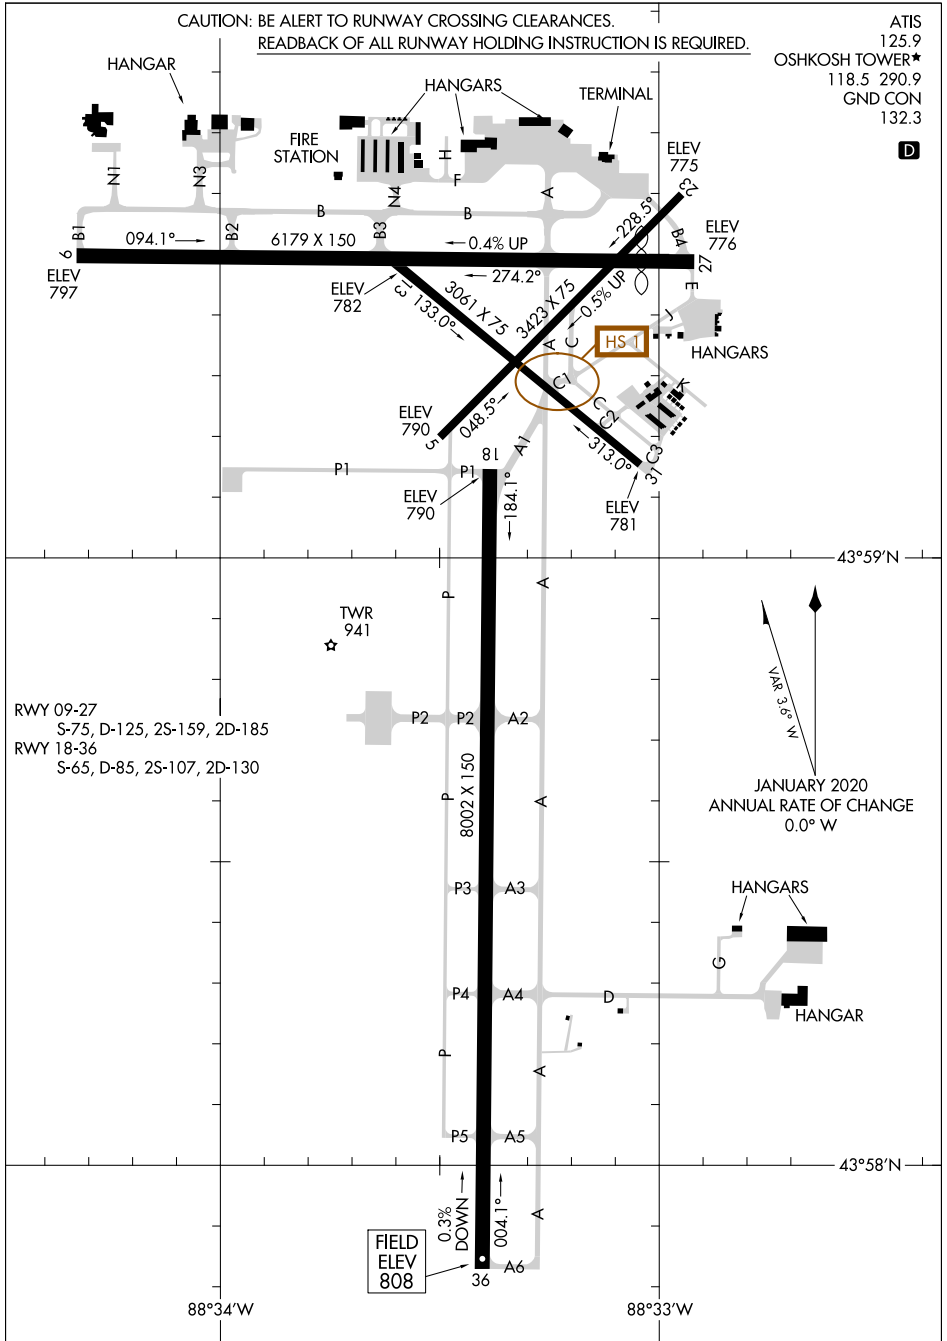 CAUTION: BE ALERT TO RUNWAY CROSSING CLEARANCES.
READBACK OF ALL RUNWAY HOLDING INSTRUCTION IS REQUIRED.
ATIS
125.9
OSHKOSH TOWER★
118.5 290.9
GND CON
132.3
D
HANGAR
HANGARS
TERMINAL
FIRE
STATION
ELEV
775
N1
N3
N4
H
F
A
23
B1
B
B2
B3
B
228.5°
B4
ELEV
776
9
094.1°
6179 X 150
0.4% UP
274.2°
27
E
ELEV
797
ELEV
782
13
133.0°
3061 X 75
3423 X 75
0.5% UP
A
C
HS 1
J
HANGARS
C1
C
C2
K
C3
ELEV
790
5
048.5°
313.0°
31
ELEV
781
A1
18
P1
P1
ELEV
790
184.1°
43°59'N
P
A
TWR
941
VAR 3.6° W
RWY 09-27
S-75, D-125, 2S-159, 2D-185
RWY 18-36
S-65, D-85, 2S-107, 2D-130
P2
P2
A2
JANUARY 2020
ANNUAL RATE OF CHANGE
0.0° W
P
8002 X 150
A
P3
A3
HANGARS
G
P4
A4
D
HANGAR
P
A
P5
A5
43°58'N
0.3%
DOWN
004.1°
A
FIELD
ELEV
808
36
A6
88°34'W
88°33'W